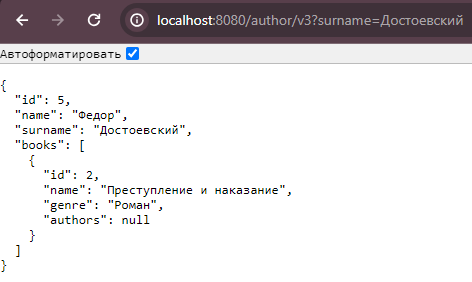 localhost:8080/author/v3?surname=Достоевский
Автоформатировать
{
  "id": 5,
  "name": "Федор",
  "surname": "Достоевский",
  "books": [
    {
      "id": 2,
      "name": "Преступление и наказание",
      "genre": "Роман",
      "authors": null
    }
  ]
}